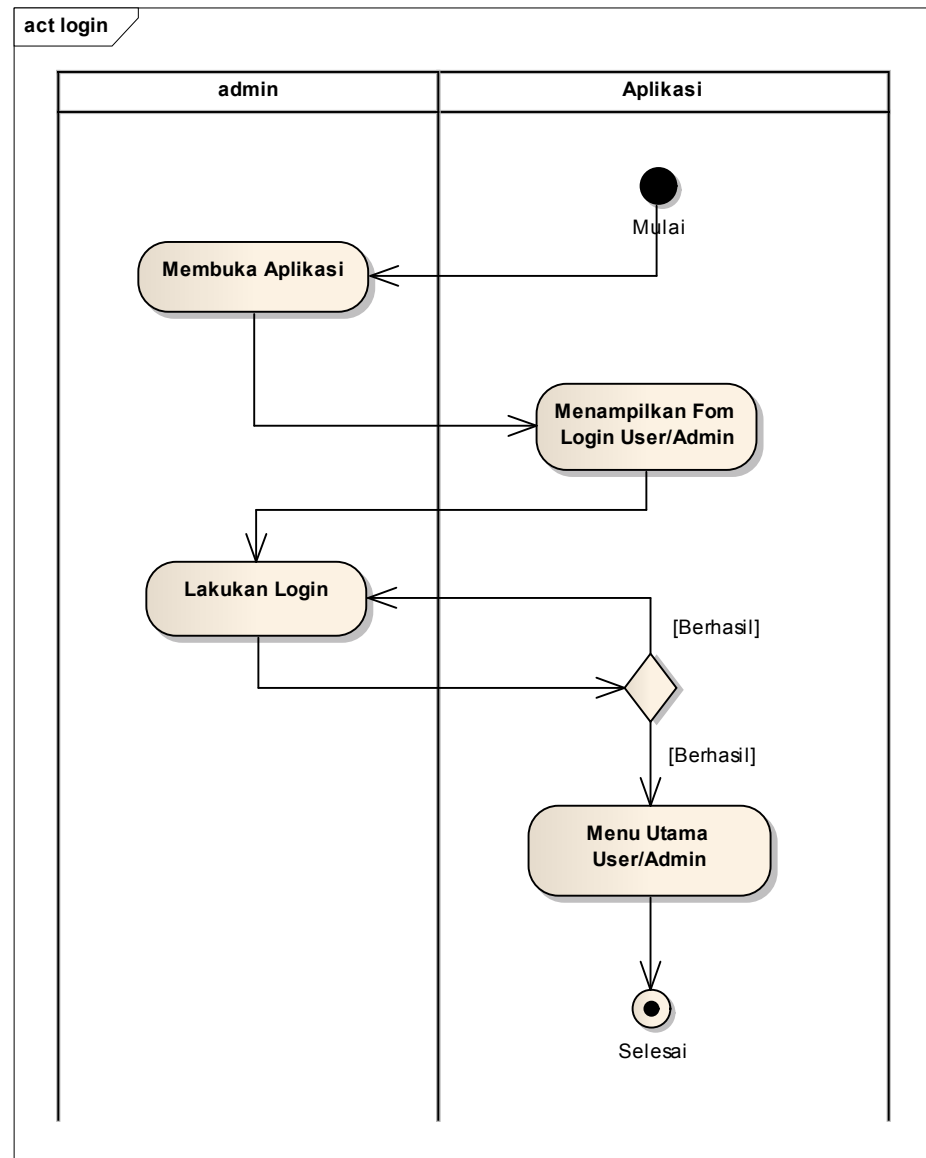 act login
admin
Aplikasi
Mulai
Membuka Aplikasi
Menampilkan Fom
Login User/Admin
Lakukan Login
[Berhasil]
[Berhasil]
Menu Utama
User/Admin
Selesai